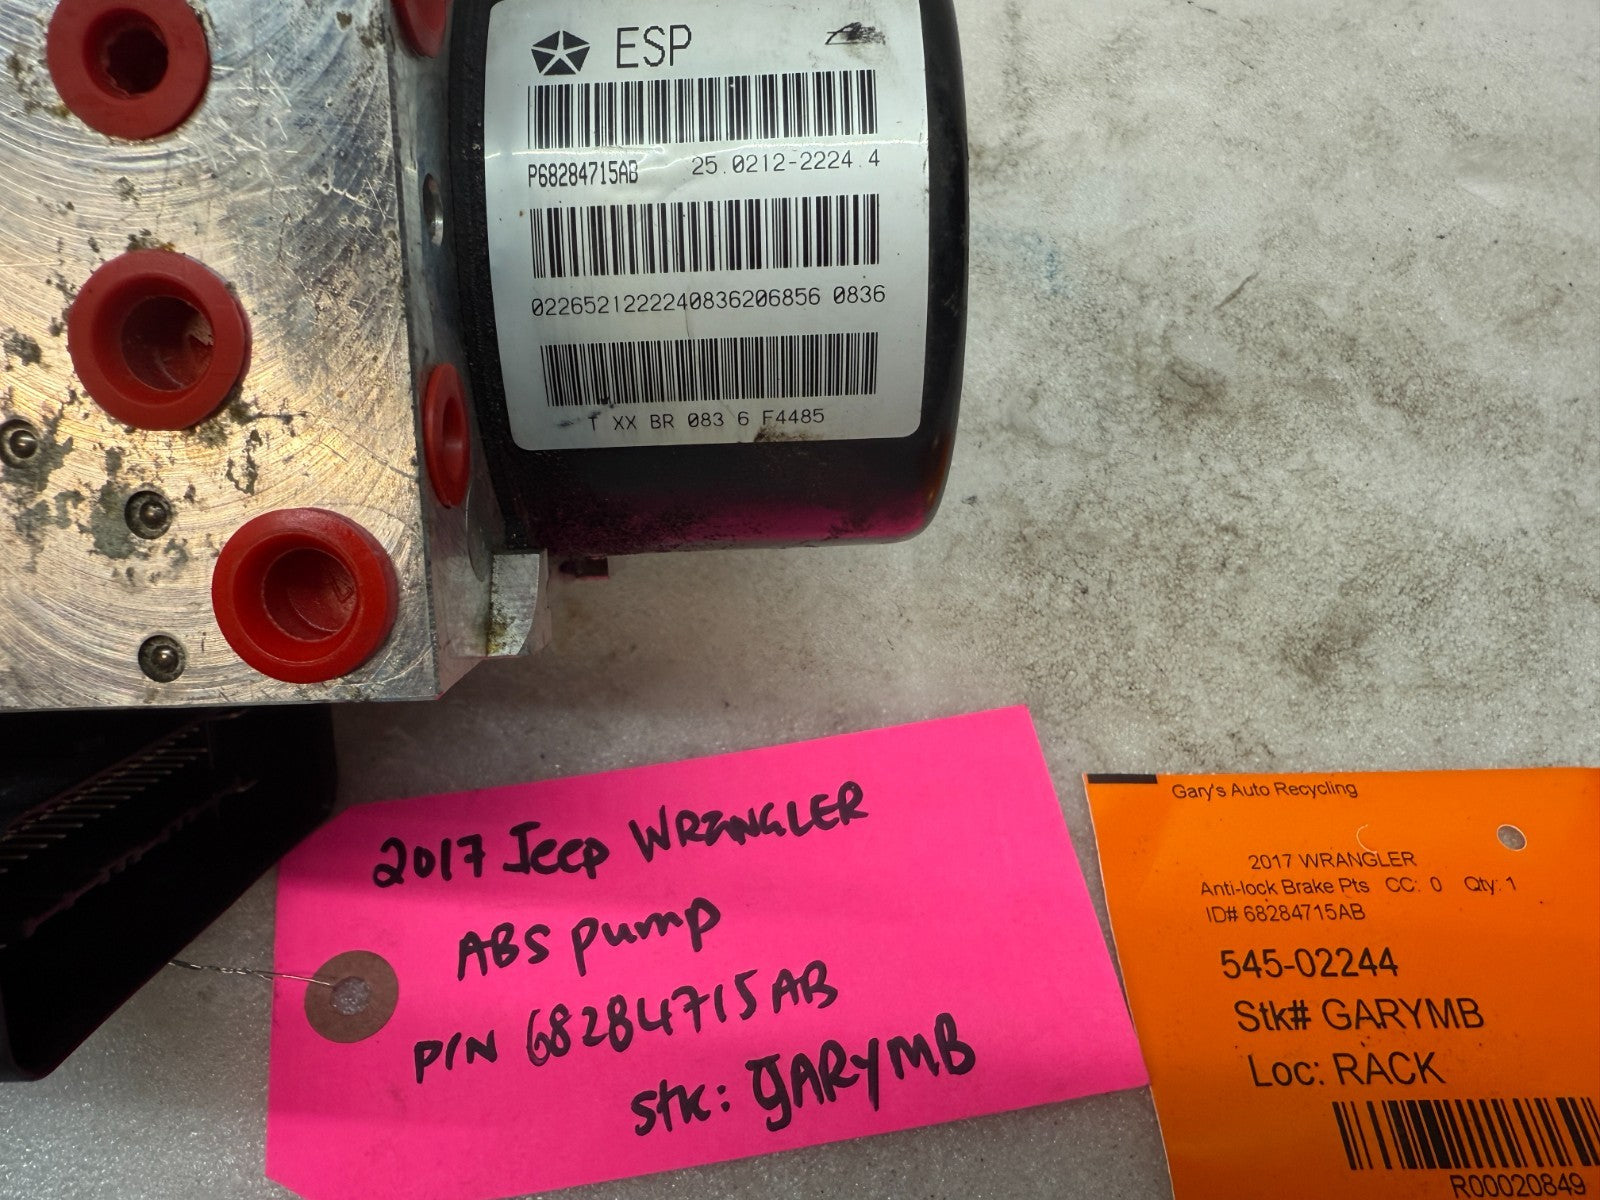 ESP
P68284715AB 25.0212-2224.4
0226521222240836206856 0836
T XX BR 083 6 F4485
2017 Jeep WRANGLER
ABS pump
P/N 68284715AB
Stk: GARYMB
Gary's Auto Recycling
2017 WRANGLER
Anti-lock Brake Pts CC: 0 Qty: 1
ID# 68284715AB
545-02244
Stk# GARYMB
Loc: RACK
R00020849